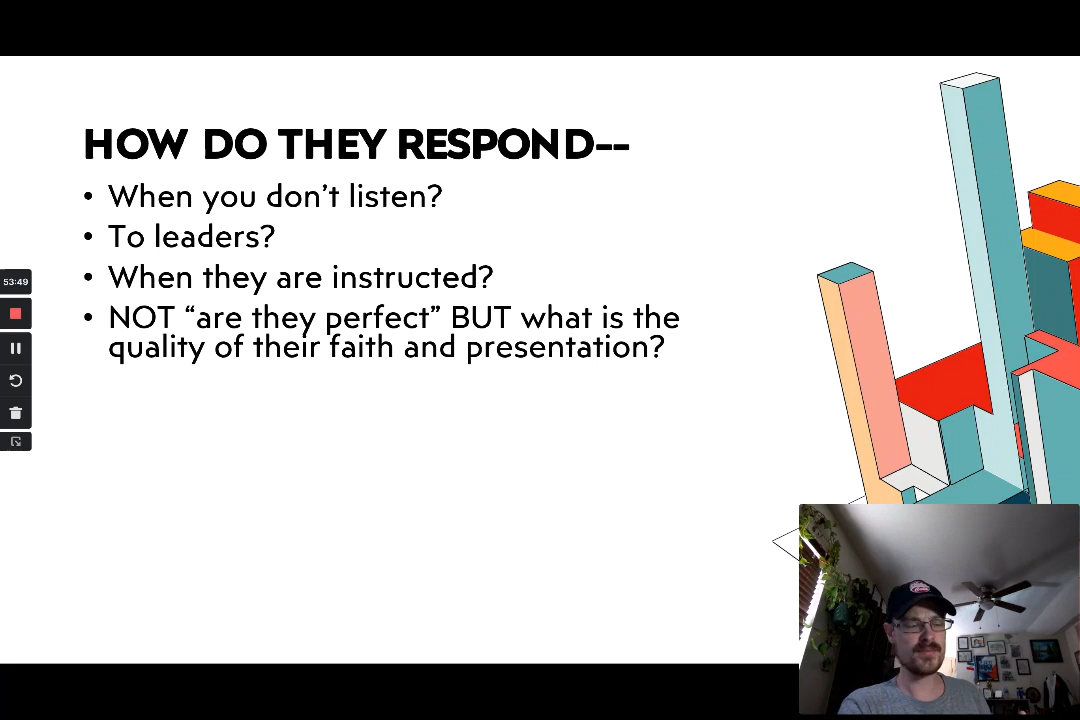 HOW DO THEY RESPOND--
• When you don’t listen?
• To leaders?
• When they are instructed?
53:49
• NOT “are they perfect” BUT what is the
quality of their faith and presentation?